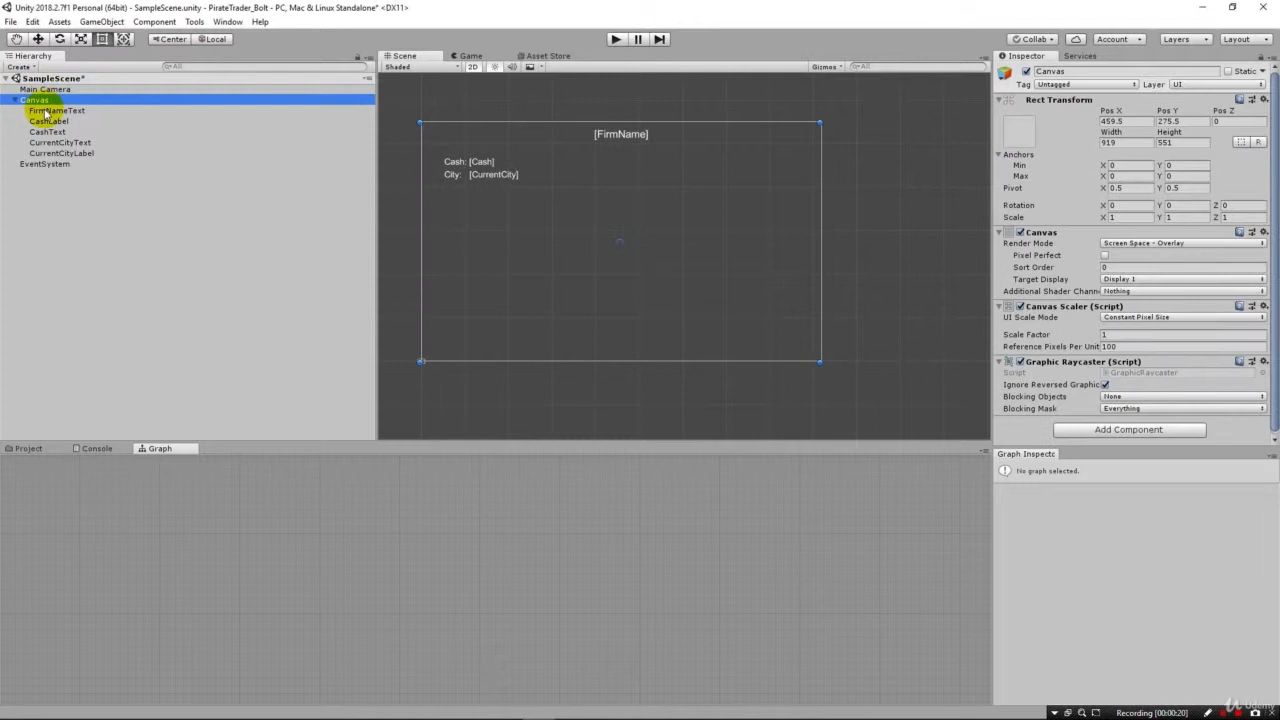 Unity 2018.2.7f1 Personal (64bit) - SampleScene.unity - PirateTrader_Bolt - PC, Mac & Linux Standalone* <DX11>
File Edit Assets GameObject Component Tools Window Help
Center Local Collab Account Layers Layout
Hierarchy Scene Game Asset Store Inspector Services
Create All Shaded 2D Gizmos All Canvas Static
SampleScene*
Tag Untagged Layer UI
Main Camera
Canvas
Rect Transform
FirmNameText
Pos X Pos Y Pos Z
CashLabel
459.5 275.5 0
CashText
Width Height
CurrentCityText
919 551 R
CurrentCityLabel
Anchors
EventSystem
Min X 0 Y 0
Max X 0 Y 0
Pivot X 0.5 Y 0.5
Rotation X 0 Y 0 Z 0
Scale X 1 Y 1 Z 1
[FirmName]
Cash: [Cash]
City: [CurrentCity]
Canvas
Render Mode Screen Space - Overlay
Pixel Perfect
Sort Order 0
Target Display Display 1
Additional Shader Chann Nothing
Canvas Scaler (Script)
UI Scale Mode Constant Pixel Size
Scale Factor 1
Reference Pixels Per Unit 100
Graphic Raycaster (Script)
Script GraphicRaycaster
Ignore Reversed Graphic
Blocking Objects None
Blocking Mask Everything
Add Component
Project Console Graph
Graph Inspectc
No graph selected.
Udemy
Recording [00:00:20]